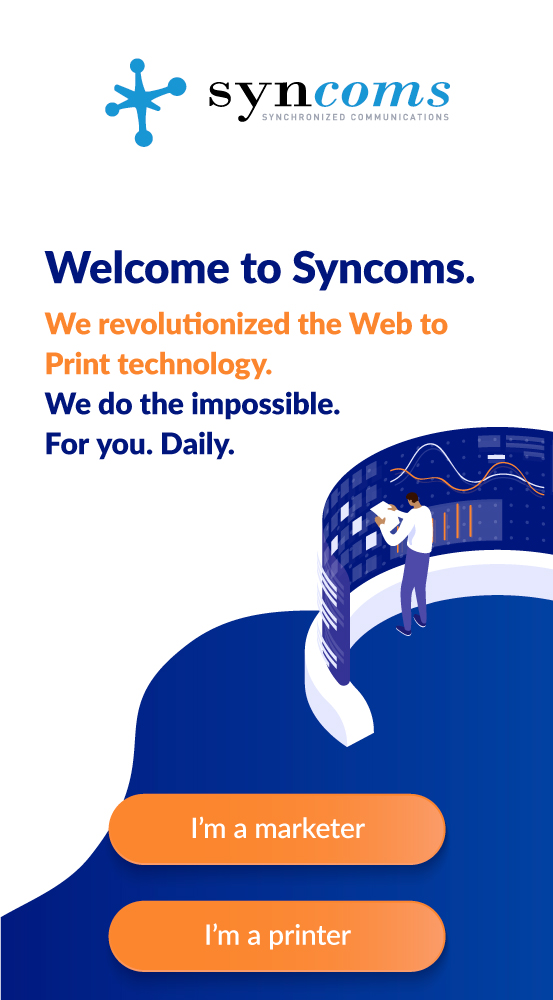 syncoms
SYNCHRONIZED COMMUNICATIONS
Welcome to Syncoms.
We revolutionized the Web to
Print technology.
We do the impossible.
For you. Daily.
I'm a marketer
I'm a printer